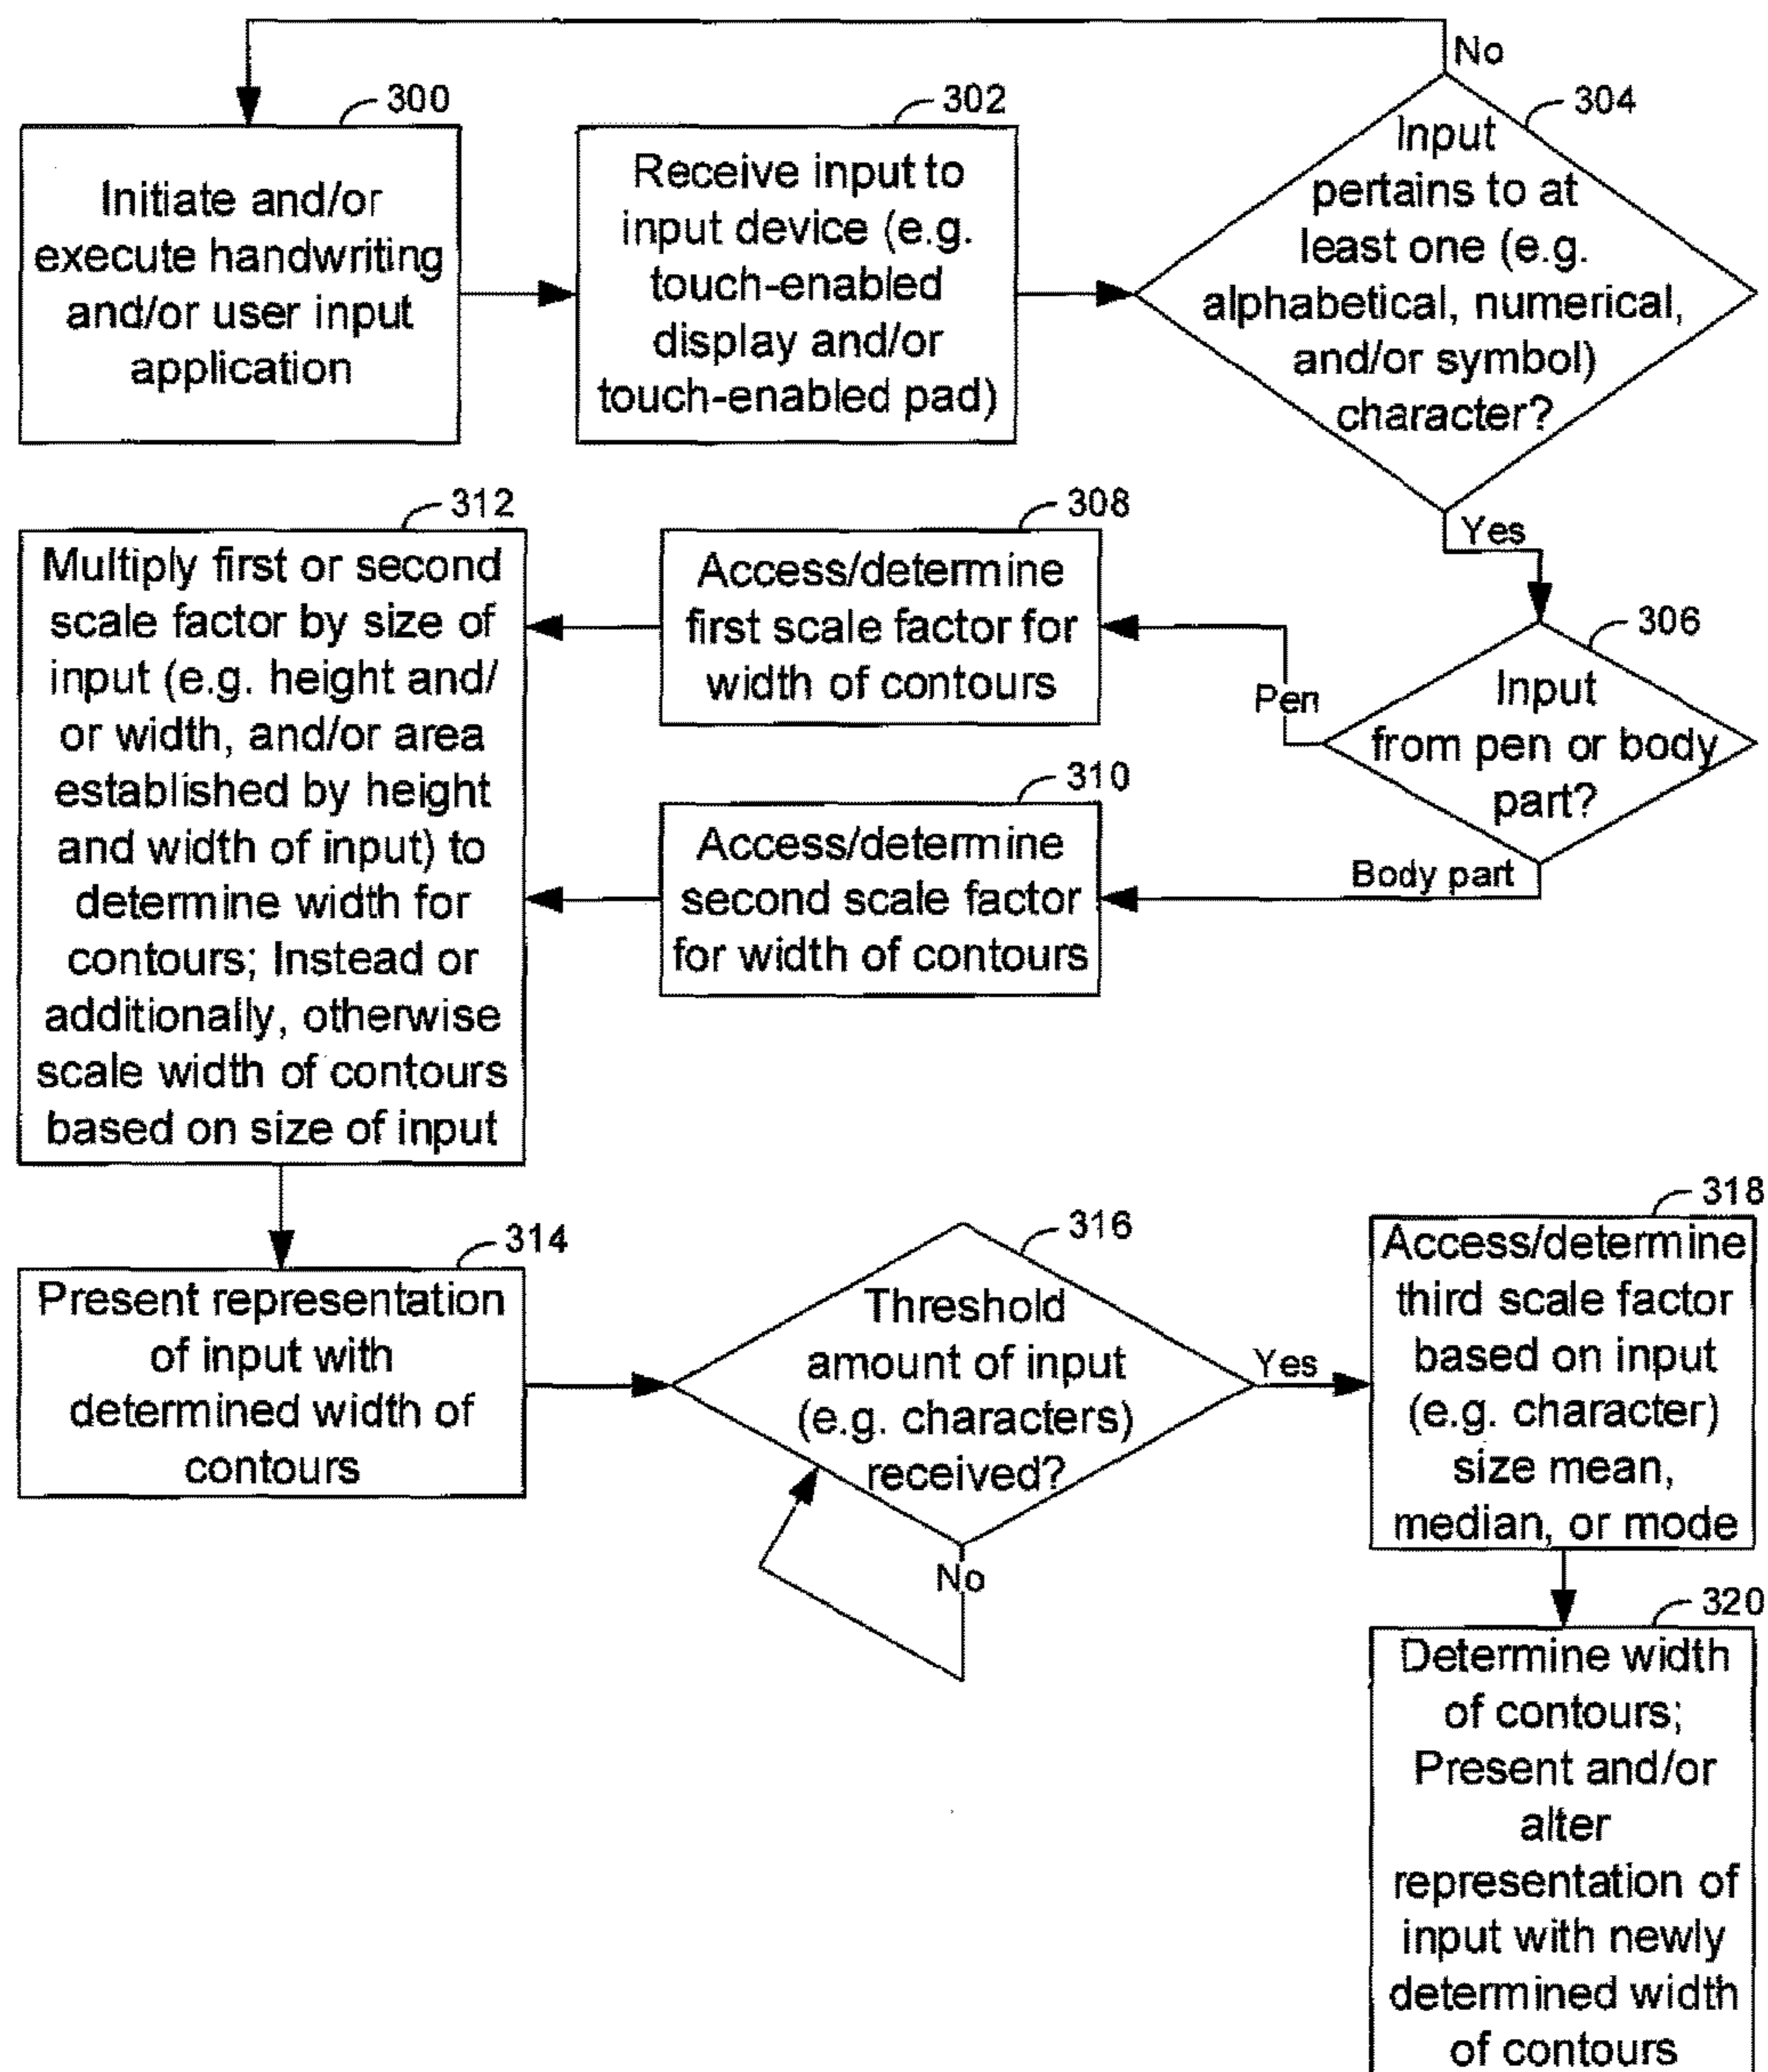 No
300
Initiate and/or
execute handwriting
and/or user input
application
302
Receive input to
input device (e.g.
touch-enabled
display and/or
touch-enabled pad)
304
Input
pertains to at
least one (e.g.
alphabetical, numerical,
and/or symbol)
character?
Yes
306
Input
from pen or body
part?
Pen
Body part
308
Access/determine
first scale factor for
width of contours
310
Access/determine
second scale factor
for width of contours
312
Multiply first or second
scale factor by size of
input (e.g. height and/
or width, and/or area
established by height
and width of input) to
determine width for
contours; Instead or
additionally, otherwise
scale width of contours
based on size of input
314
Present representation
of input with
determined width of
contours
316
Threshold
amount of input
(e.g. characters)
received?
No
Yes
318
Access/determine
third scale factor
based on input
(e.g. character)
size mean,
median, or mode
320
Determine width
of contours;
Present and/or
alter
representation of
input with newly
determined width
of contours